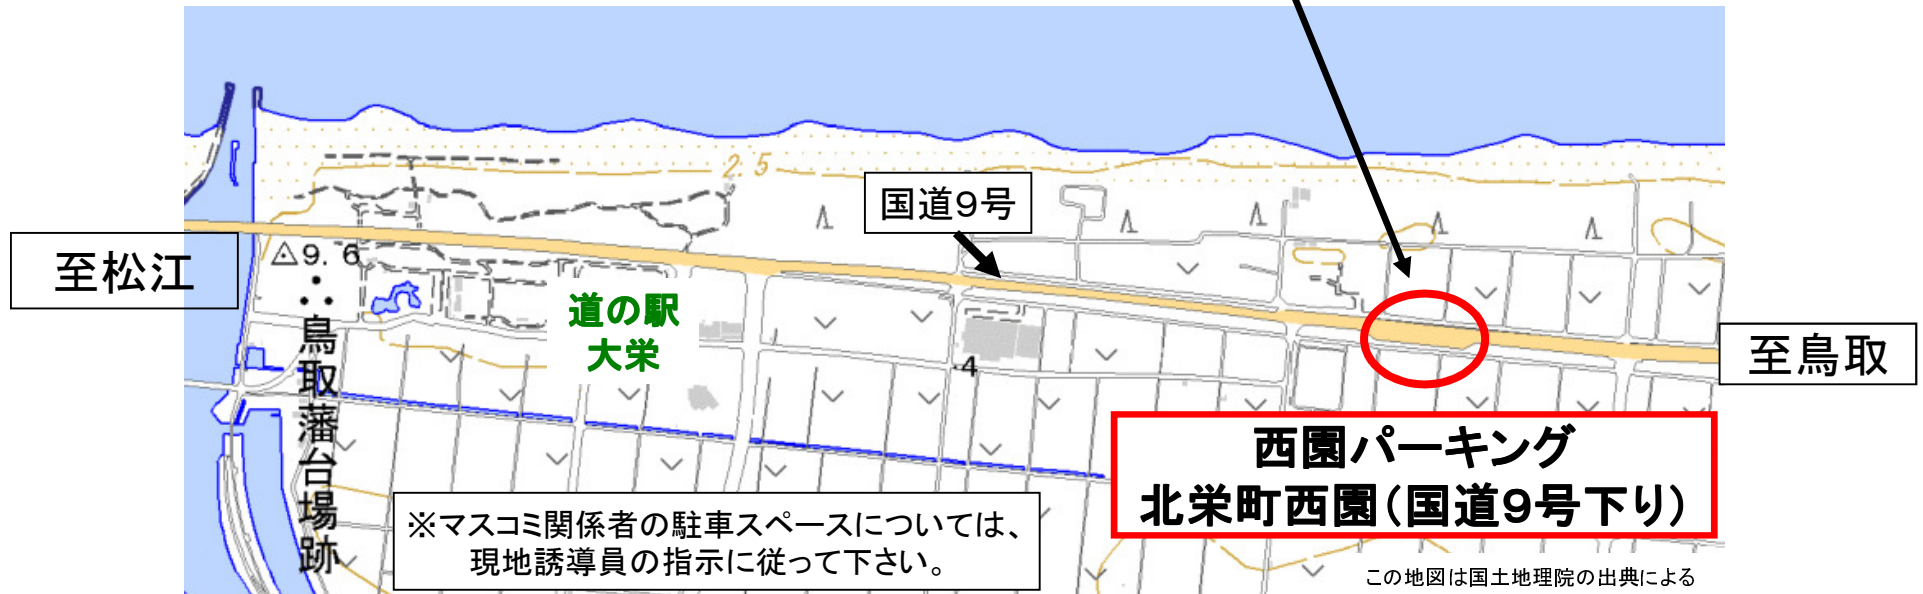 2.5
国道9号
至松江
9.6
道の駅
大栄
鳥取藩台場跡
4
至鳥取
西園パーキング
北栄町西園(国道9号下り)
※マスコミ関係者の駐車スペースについては、
現地誘導員の指示に従って下さい。
この地図は国土地理院の出典による